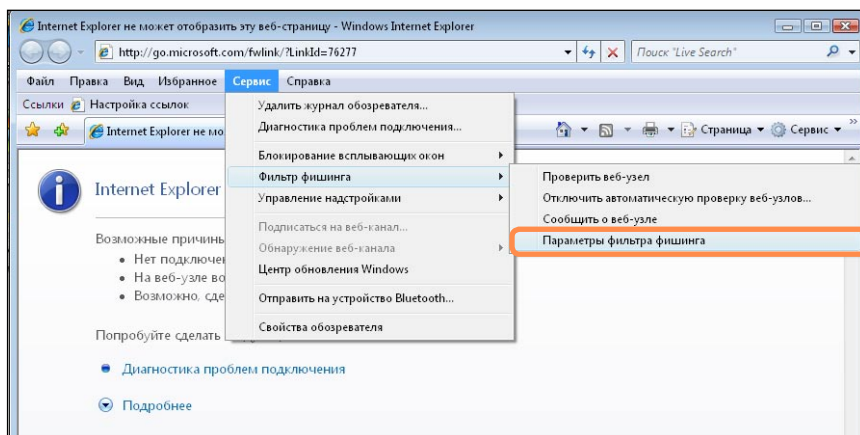 Internet Explorer не может отобразить эту веб-страницу - Windows Internet Explorer
http://go.microsoft.com/fwlink/?LinkId=76277
Поиск "Live Search"
Файл Правка Вид Избранное Сервис Справка
Ссылки Настройка ссылок
Internet Explorer не мо
Страница Сервис
Удалить журнал обозревателя...
Диагностика проблем подключения...
Блокирование всплывающих окон
Фильтр фишинга
Управление надстройками
Подписаться на веб-канал...
Обнаружение веб-канала
Центр обновления Windows
Отправить на устройство Bluetooth...
Свойства обозревателя
Проверить веб-узел
Отключить автоматическую проверку веб-узлов...
Сообщить о веб-узле
Параметры фильтра фишинга
Internet Explorer
Возможные причины
Нет подключен
На веб-узле во
Возможно, сде
Попробуйте сделать
Диагностика проблем подключения
Подробнее